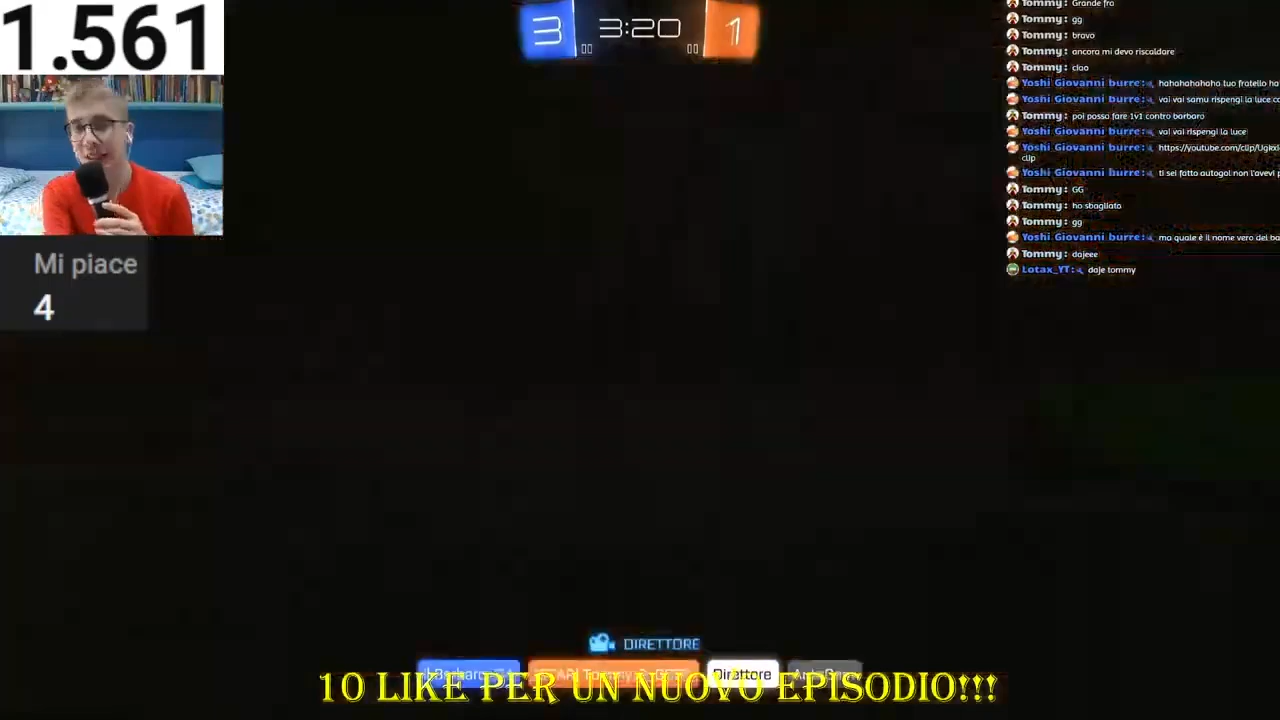 1.561
3
3:20
1
Mi piace
4
Tommy: Grande fra
Tommy: gg
Tommy: bravo
Tommy: ancora mi devo riscaldare
Tommy: ciao
Yoshi Giovanni burre: hahahahahaha tuo fratello ha
Yoshi Giovanni burre: vai vai samu rispengi la luce
Tommy: poi posso fare 1v1 contro barbaro
Yoshi Giovanni burre: vai vai rispengi la luce
Yoshi Giovanni burre: https://youtube.com/clip/
clip
Yoshi Giovanni burre: ti sei fatto autogol non l'avevi
Tommy: GG
Tommy: ho sbagliato
Tommy: gg
Yoshi Giovanni burre: ma quale è il nome vero del
Tommy: dajeee
Lotax_YT: daje tommy
DIRETTORE
Tommy Direttore
10 LIKE PER UN NUOVO EPISODIO!!!